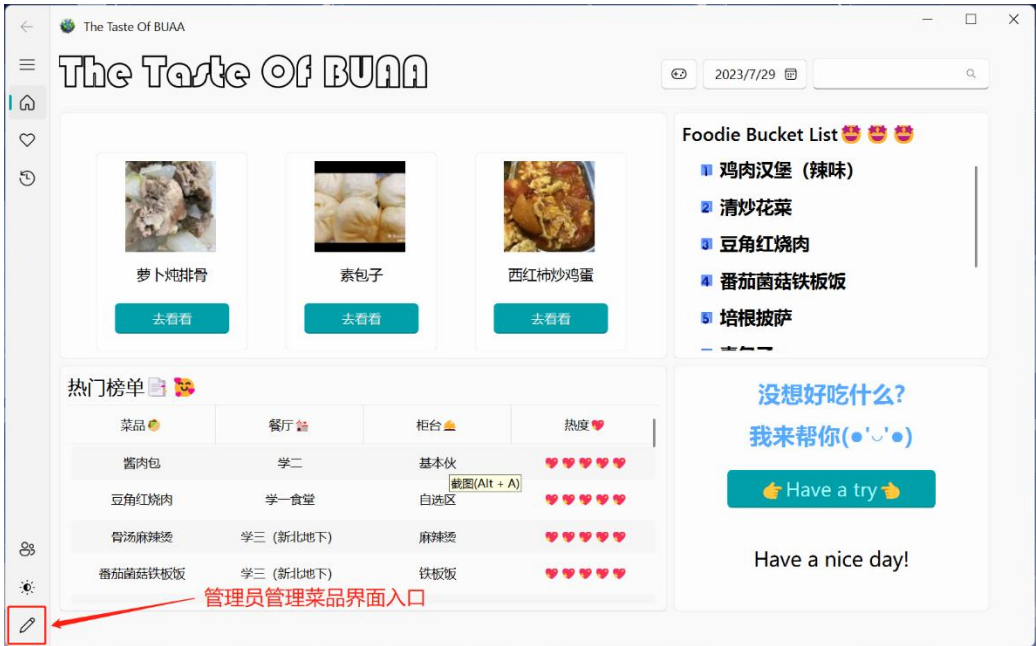 The Taste Of BUAA
The Taste Of BUAA
2023/7/29
萝卜炖排骨
素包子
西红柿炒鸡蛋
去看看
去看看
去看看
Foodie Bucket List🤩🤩🤩
1 鸡肉汉堡（辣味）
2 清炒花菜
3 豆角红烧肉
4 番茄菌菇铁板饭
5 培根披萨
热门榜单📑🥰
菜品🥙 餐厅🏫 柜台🛎️ 热度💖
酱肉包 学二 基本伙 💖💖💖💖💖
截图(Alt + A)
豆角红烧肉 学一食堂 自选区 💖💖💖💖💖
骨汤麻辣烫 学三（新北地下） 麻辣烫 💖💖💖💖💖
番茄菌菇铁板饭 学三（新北地下） 铁板饭 💖💖💖💖💖
没想好吃什么?
我来帮你(●'◡'●)
👉Have a try👈
Have a nice day!
管理员管理菜品界面入口